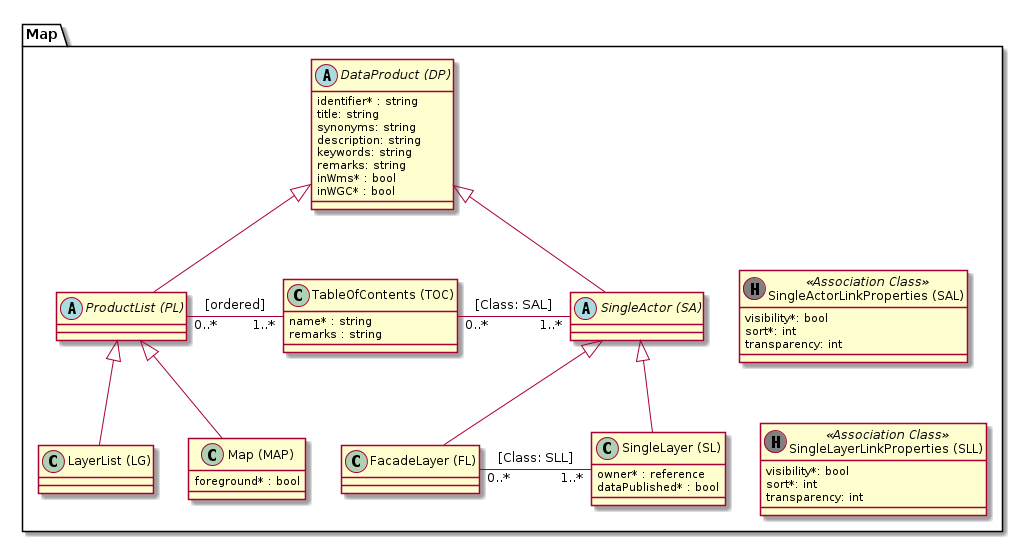 Map
A DataProduct (DP)
identifier* : string
title: string
synonyms: string
description: string
keywords: string
remarks: string
inWms* : bool
inWGC* : bool
A ProductList (PL)
[ordered]
0..* 1..*
C TableOfContents (TOC)
name* : string
remarks : string
[Class: SAL]
0..* 1..*
A SingleActor (SA)
H «Association Class»
SingleActorLinkProperties (SAL)
visibility*: bool
sort*: int
transparency: int
C LayerList (LG)
C Map (MAP)
foreground* : bool
C FacadeLayer (FL)
[Class: SLL]
0..* 1..*
C SingleLayer (SL)
owner* : reference
dataPublished* : bool
H «Association Class»
SingleLayerLinkProperties (SLL)
visibility*: bool
sort*: int
transparency: int